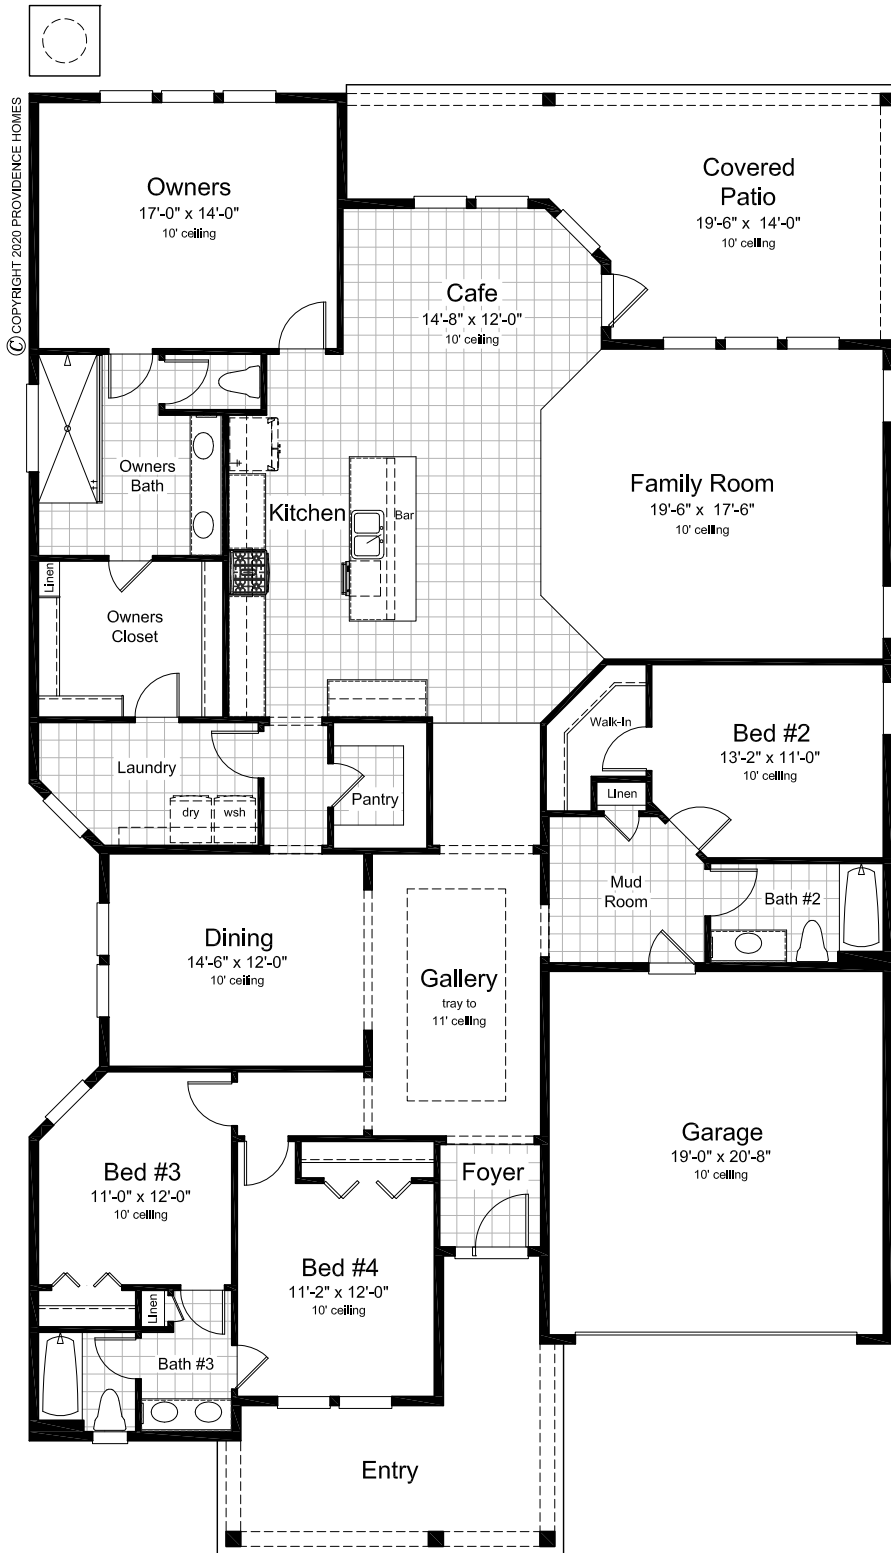 © COPYRIGHT 2020 PROVIDENCE HOMES
Owners
17'-0" x 14'-0"
10' ceiling
Covered
Patio
19'-6" x 14'-0"
10' ceiling
Cafe
14'-8" x 12'-0"
10' ceiling
Owners
Bath
Kitchen
Bar
Family Room
19'-6" x 17'-6"
10' ceiling
Linen
Owners
Closet
Walk-In
Bed #2
13'-2" x 11'-0"
10' ceiling
Laundry
dry
wsh
Pantry
Linen
Mud
Room
Bath #2
Dining
14'-6" x 12'-0"
10' ceiling
Gallery
tray to
11' ceiling
Garage
19'-0" x 20'-8"
10' ceiling
Bed #3
11'-0" x 12'-0"
10' ceiling
Foyer
Bed #4
11'-2" x 12'-0"
10' ceiling
Linen
Bath #3
Entry